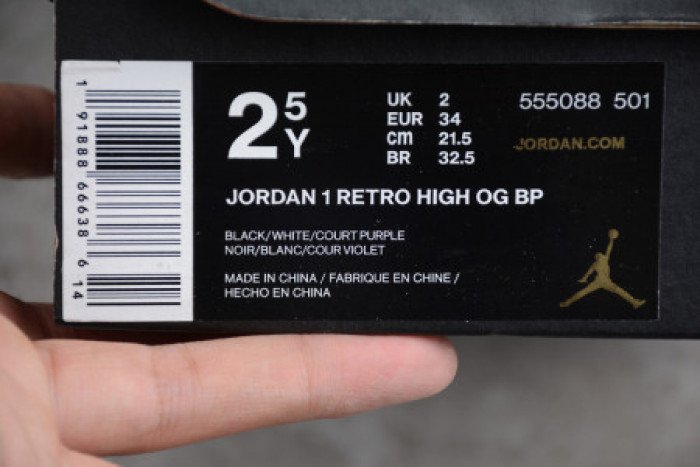 2 5 Y
UK 2
EUR 34
cm 21.5
BR 32.5
555088 501
JORDAN.COM
JORDAN 1 RETRO HIGH OG BP
BLACK/WHITE/COURT PURPLE
NOIR/BLANC/COUR VIOLET
MADE IN CHINA / FABRIQUE EN CHINE /
HECHO EN CHINA
1 91888 66638 6 14